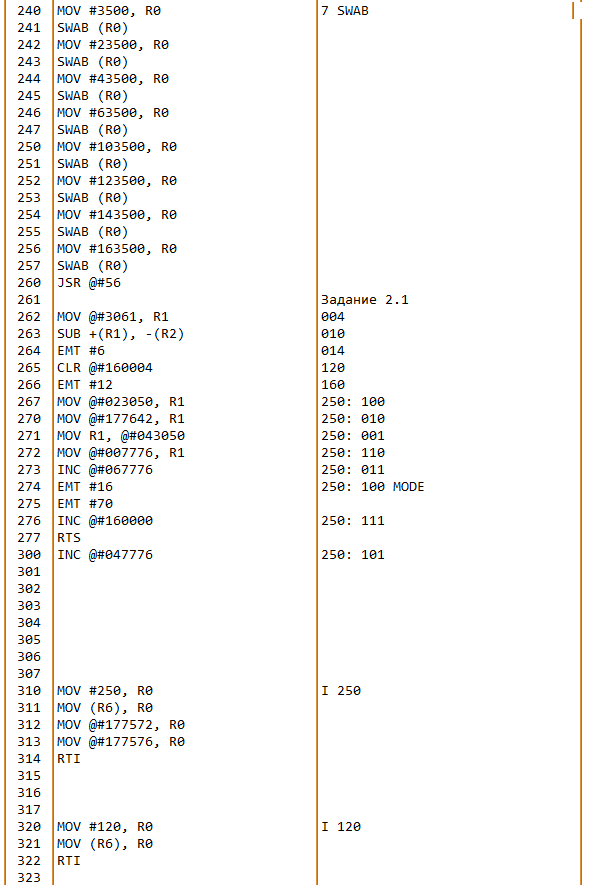 240 MOV #3500, R0 7 SWAB
241 SWAB (R0)
242 MOV #23500, R0
243 SWAB (R0)
244 MOV #43500, R0
245 SWAB (R0)
246 MOV #63500, R0
247 SWAB (R0)
250 MOV #103500, R0
251 SWAB (R0)
252 MOV #123500, R0
253 SWAB (R0)
254 MOV #143500, R0
255 SWAB (R0)
256 MOV #163500, R0
257 SWAB (R0)
260 JSR @#56
261 Задание 2.1
262 MOV @#3061, R1 004
263 SUB +(R1), -(R2) 010
264 EMT #6 014
265 CLR @#160004 120
266 EMT #12 160
267 MOV @#023050, R1 250: 100
270 MOV @#177642, R1 250: 010
271 MOV R1, @#043050 250: 001
272 MOV @#007776, R1 250: 110
273 INC @#067776 250: 011
274 EMT #16 250: 100 MODE
275 EMT #70
276 INC @#160000 250: 111
277 RTS
300 INC @#047776 250: 101
301
302
303
304
305
306
307
310 MOV #250, R0 I 250
311 MOV (R6), R0
312 MOV @#177572, R0
313 MOV @#177576, R0
314 RTI
315
316
317
320 MOV #120, R0 I 120
321 MOV (R6), R0
322 RTI
323